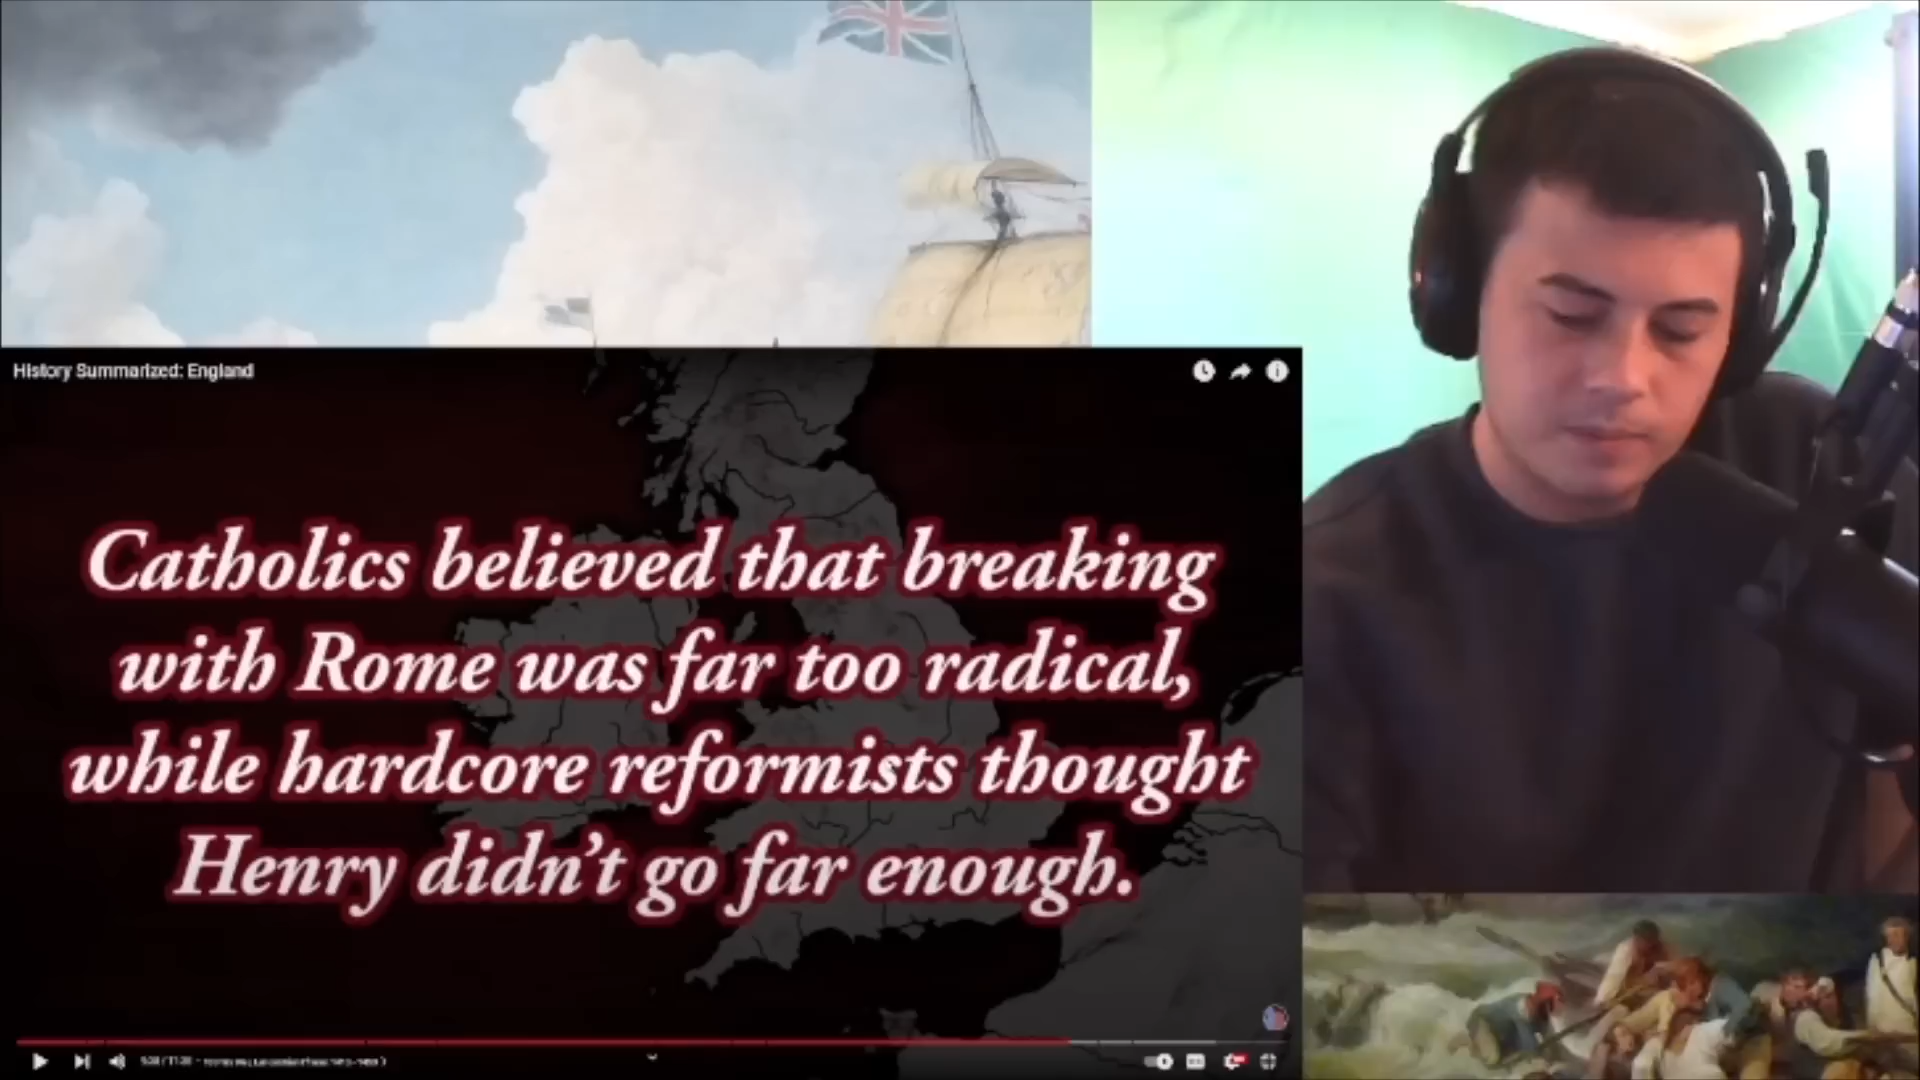 History Summarized: England
Catholics believed that breaking
with Rome was far too radical,
while hardcore reformists thought
Henry didn't go far enough.